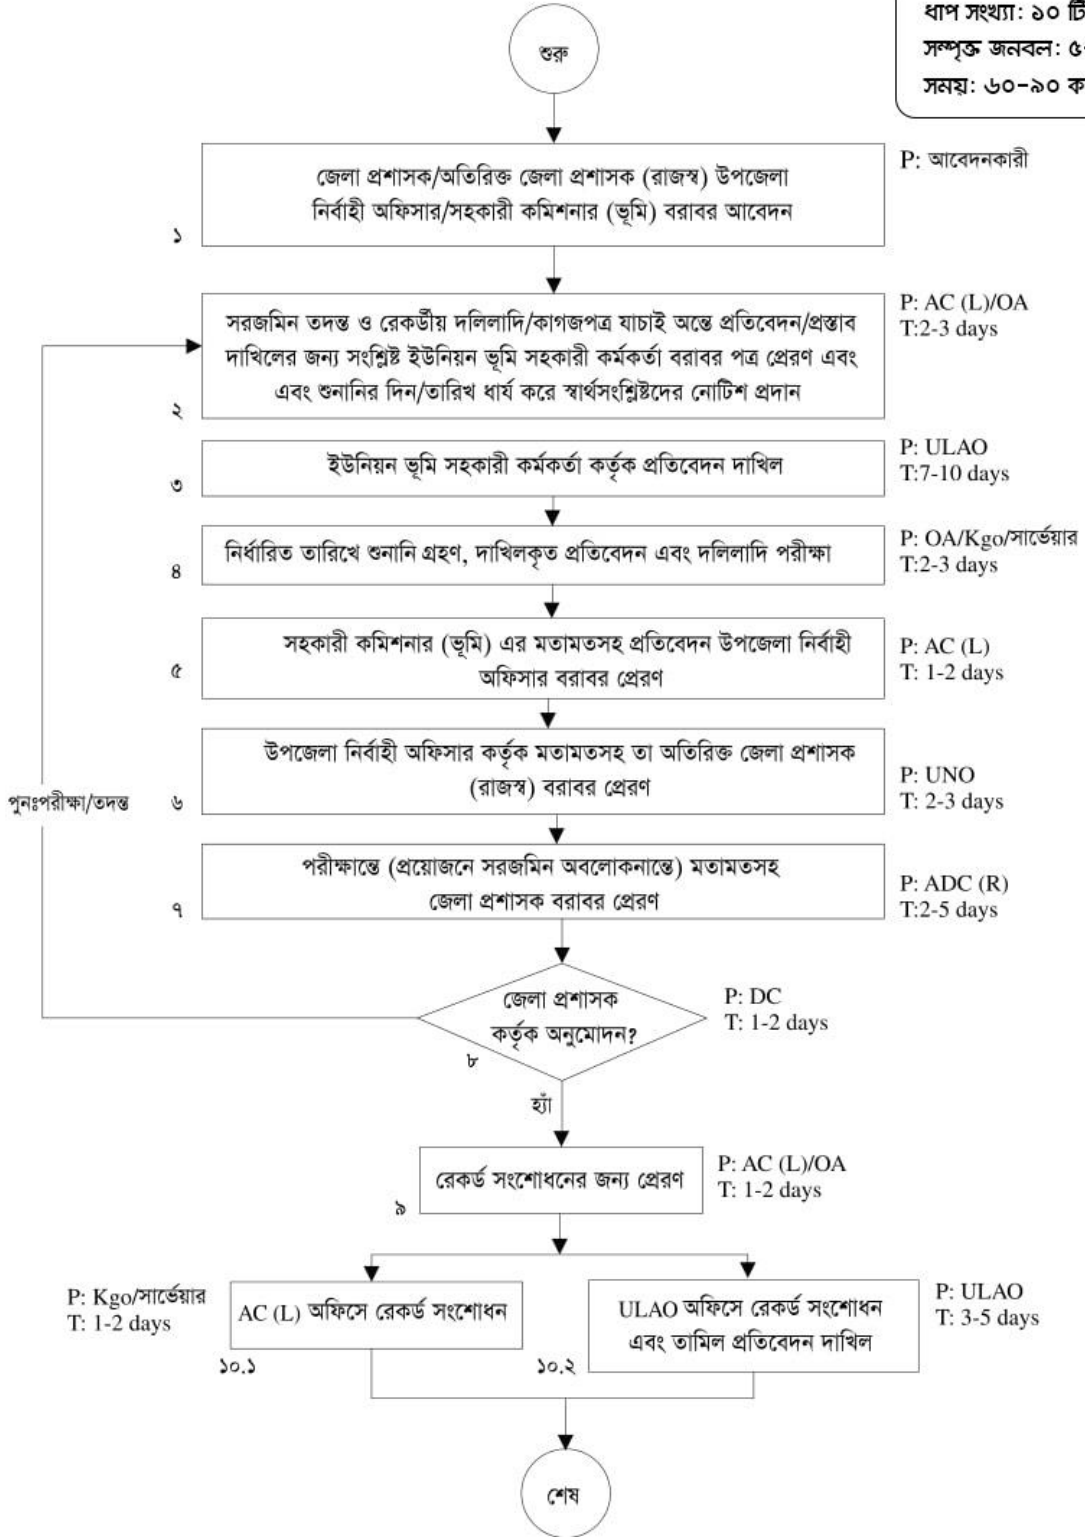 ধাপ সংখ্যা: ১০ টি
সম্পৃক্ত জনবল: ৫
সময়: ৬০-৯০
শুরু
P: আবেদনকারী
জেলা প্রশাসক/অতিরিক্ত জেলা প্রশাসক (রাজস্ব) উপজেলা
নির্বাহী অফিসার/সহকারী কমিশনার (ভূমি) বরাবর আবেদন
১
P: AC (L)/OA
T:2-3 days
সরজমিন তদন্ত ও রেকর্ডীয় দলিলাদি/কাগজপত্র যাচাই অন্তে প্রতিবেদন/প্রস্তাব
দাখিলের জন্য সংশ্লিষ্ট ইউনিয়ন ভূমি সহকারী কর্মকর্তা বরাবর পত্র প্রেরণ এবং
এবং শুনানির দিন/তারিখ ধার্য করে স্বার্থসংশ্লিষ্টদের নোটিশ প্রদান
২
P: ULAO
T:7-10 days
ইউনিয়ন ভূমি সহকারী কর্মকর্তা কর্তৃক প্রতিবেদন দাখিল
৩
P: OA/Kgo/সার্ভেয়ার
T:2-3 days
নির্ধারিত তারিখে শুনানি গ্রহণ, দাখিলকৃত প্রতিবেদন এবং দলিলাদি পরীক্ষা
৪
সহকারী কমিশনার (ভূমি) এর মতামতসহ প্রতিবেদন উপজেলা নির্বাহী
অফিসার বরাবর প্রেরণ
৫
P: AC (L)
T: 1-2 days
উপজেলা নির্বাহী অফিসার কর্তৃক মতামতসহ তা অতিরিক্ত জেলা প্রশাসক
(রাজস্ব) বরাবর প্রেরণ
৬
P: UNO
T: 2-3 days
পুনঃপরীক্ষা/তদন্ত
পরীক্ষান্তে (প্রয়োজনে সরজমিন অবলোকনান্তে) মতামতসহ
জেলা প্রশাসক বরাবর প্রেরণ
৭
P: ADC (R)
T:2-5 days
জেলা প্রশাসক
কর্তৃক অনুমোদন?
৮
P: DC
T: 1-2 days
হ্যাঁ
রেকর্ড সংশোধনের জন্য প্রেরণ
৯
P: AC (L)/OA
T: 1-2 days
P: Kgo/সার্ভেয়ার
T: 1-2 days
AC (L) অফিসে রেকর্ড সংশোধন
১০.১
ULAO অফিসে রেকর্ড সংশোধন
এবং তামিল প্রতিবেদন দাখিল
১০.২
P: ULAO
T: 3-5 days
শেষ